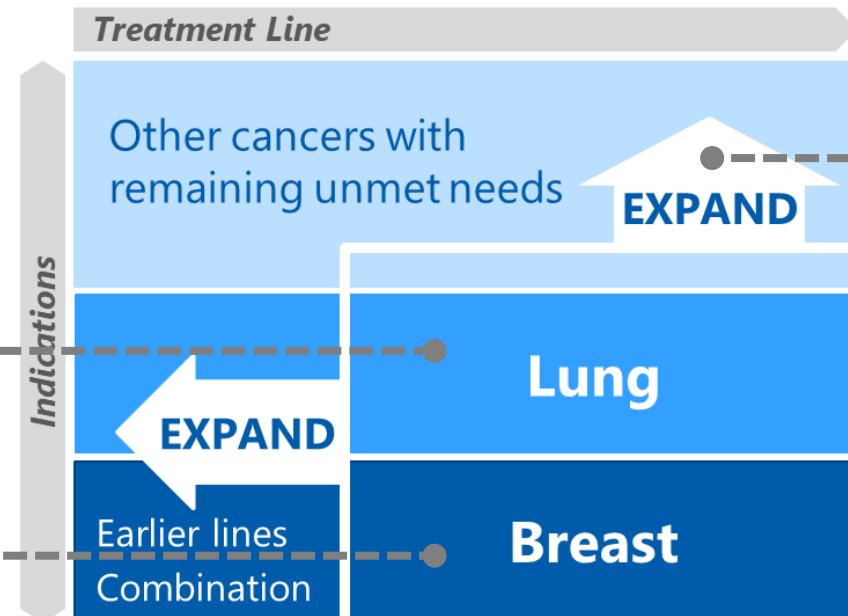 Treatment Line
Indications
Other cancers with
remaining unmet needs
EXPAND
Lung
EXPAND
Earlier lines
Combination
Breast